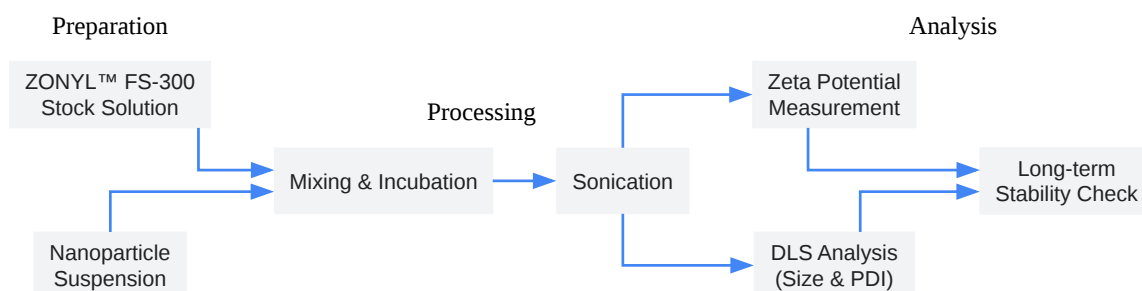 Preparation
ZONYL™ FS-300
Stock Solution
Nanoparticle
Suspension
Processing
Mixing & Incubation
Sonication
Analysis
Zeta Potential
Measurement
DLS Analysis
(Size & PDI)
Long-term
Stability Check